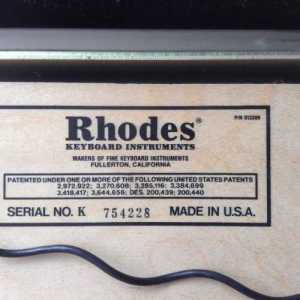 Rhodes®
KEYBOARD INSTRUMENTS
MAKERS OF FINE KEYBOARD INSTRUMENTS
FULLERTON, CALIFORNIA
PATENTED UNDER ONE OR MORE OF THE FOLLOWING UNITED STATES PATENTS
2,972,922; 3,270,608; 3,285,116; 3,384,699
3,418,417; 3,644,656; DES. 200,439; 200,440
SERIAL NO. K 754228 MADE IN U.S.A.